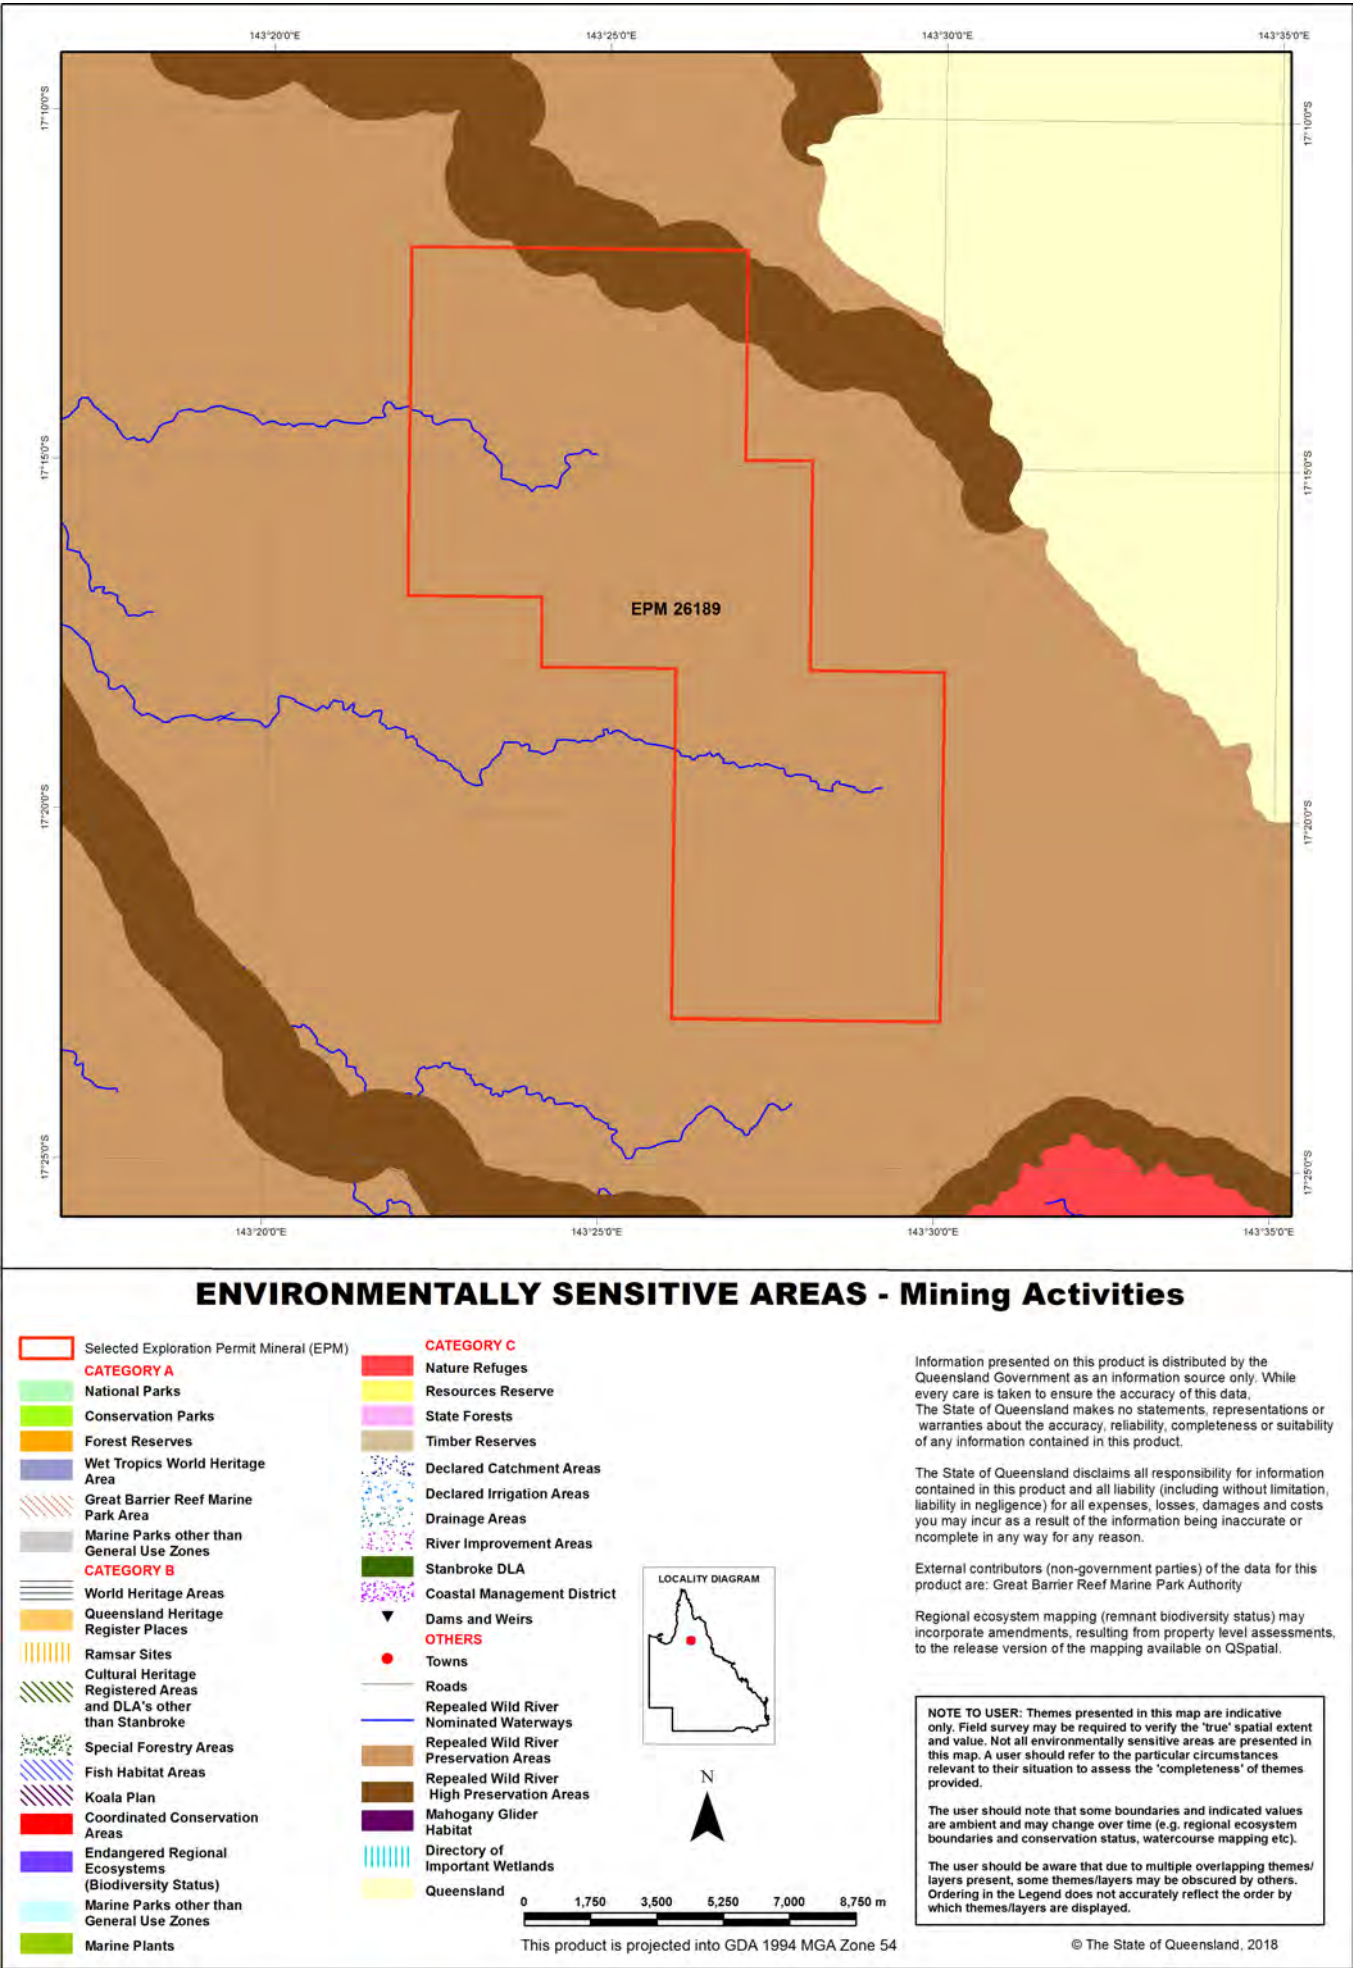 143°20'0"E
143°25'0"E
143°30'0"E
143°35'0"E
17°10'0"S
17°10'0"S
17°15'0"S
17°15'0"S
EPM 26189
17°20'0"S
17°20'0"S
17°25'0"S
17°25'0"S
143°20'0"E
143°25'0"E
143°30'0"E
143°35'0"E
ENVIRONMENTALLY SENSITIVE AREAS - Mining Activities
Selected Exploration Permit Mineral (EPM)
CATEGORY A
National Parks
Conservation Parks
Forest Reserves
Wet Tropics World Heritage
Area
Great Barrier Reef Marine
Park Area
Marine Parks other than
General Use Zones
CATEGORY B
World Heritage Areas
Queensland Heritage
Register Places
Ramsar Sites
Cultural Heritage
Registered Areas
and DLA's other
than Stanbroke
Special Forestry Areas
Fish Habitat Areas
Koala Plan
Coordinated Conservation
Areas
Endangered Regional
Ecosystems
(Biodiversity Status)
Marine Parks other than
General Use Zones
Marine Plants
CATEGORY C
Nature Refuges
Resources Reserve
State Forests
Timber Reserves
Declared Catchment Areas
Declared Irrigation Areas
Drainage Areas
River Improvement Areas
Stanbroke DLA
Coastal Management District
Dams and Weirs
OTHERS
Towns
Roads
Repealed Wild River
Nominated Waterways
Repealed Wild River
Preservation Areas
Repealed Wild River
High Preservation Areas
Mahogany Glider
Habitat
Directory of
Important Wetlands
Queensland
LOCALITY DIAGRAM
N
0 1,750 3,500 5,250 7,000 8,750 m
This product is projected into GDA 1994 MGA Zone 54
Information presented on this product is distributed by the
Queensland Government as an information source only. While
every care is taken to ensure the accuracy of this data,
The State of Queensland makes no statements, representations or
warranties about the accuracy, reliability, completeness or suitability
of any information contained in this product.
The State of Queensland disclaims all responsibility for information
contained in this product and all liability (including without limitation,
liability in negligence) for all expenses, losses, damages and costs
you may incur as a result of the information being inaccurate or
ncomplete in any way for any reason.
External contributors (non-government parties) of the data for this
product are: Great Barrier Reef Marine Park Authority
Regional ecosystem mapping (remnant biodiversity status) may
incorporate amendments, resulting from property level assessments,
to the release version of the mapping available on QSpatial.
NOTE TO USER: Themes presented in this map are indicative
only. Field survey may be required to verify the 'true' spatial extent
and value. Not all environmentally sensitive areas are presented in
this map. A user should refer to the particular circumstances
relevant to their situation to assess the 'completeness' of themes
provided.
The user should note that some boundaries and indicated values
are ambient and may change over time (e.g. regional ecosystem
boundaries and conservation status, watercourse mapping etc).
The user should be aware that due to multiple overlapping themes/
layers present, some themes/layers may be obscured by others.
Ordering in the Legend does not accurately reflect the order by
which themes/layers are displayed.
© The State of Queensland, 2018